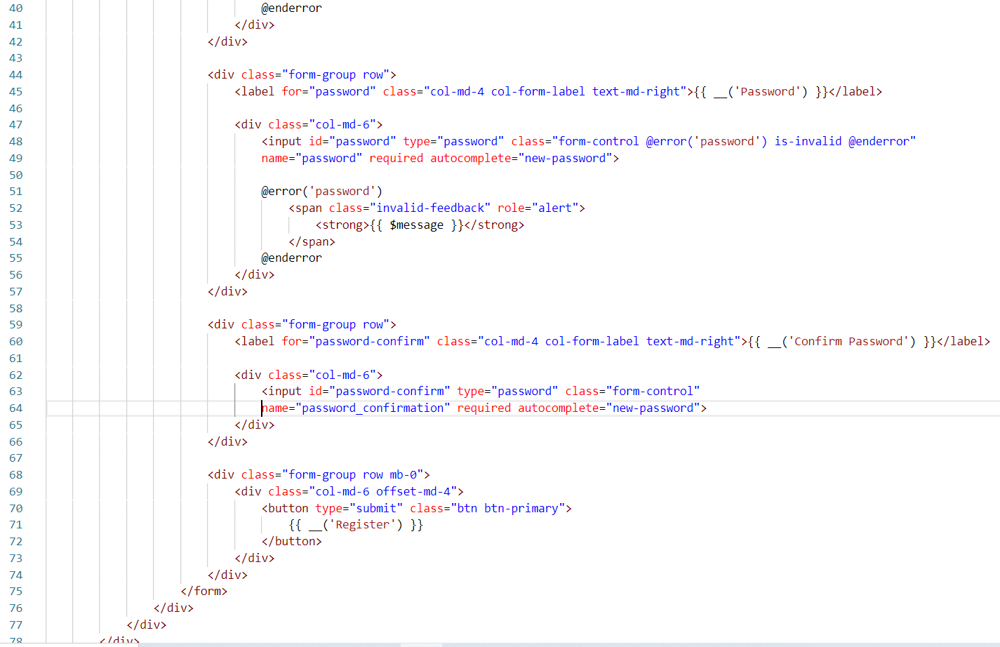 40 @enderror
41 </div>
42 </div>
43
44 <div class="form-group row">
45 <label for="password" class="col-md-4 col-form-label text-md-right">{{ __('Password') }}</label>
46
47 <div class="col-md-6">
48 <input id="password" type="password" class="form-control @error('password') is-invalid @enderror"
49 name="password" required autocomplete="new-password">
50
51 @error('password')
52 <span class="invalid-feedback" role="alert">
53 <strong>{{ $message }}</strong>
54 </span>
55 @enderror
56 </div>
57 </div>
58
59 <div class="form-group row">
60 <label for="password-confirm" class="col-md-4 col-form-label text-md-right">{{ __('Confirm Password') }}</label>
61
62 <div class="col-md-6">
63 <input id="password-confirm" type="password" class="form-control"
64 name="password_confirmation" required autocomplete="new-password">
65 </div>
66 </div>
67
68 <div class="form-group row mb-0">
69 <div class="col-md-6 offset-md-4">
70 <button type="submit" class="btn btn-primary">
71 {{ __('Register') }}
72 </button>
73 </div>
74 </div>
75 </form>
76 </div>
77 </div>
78 </div>